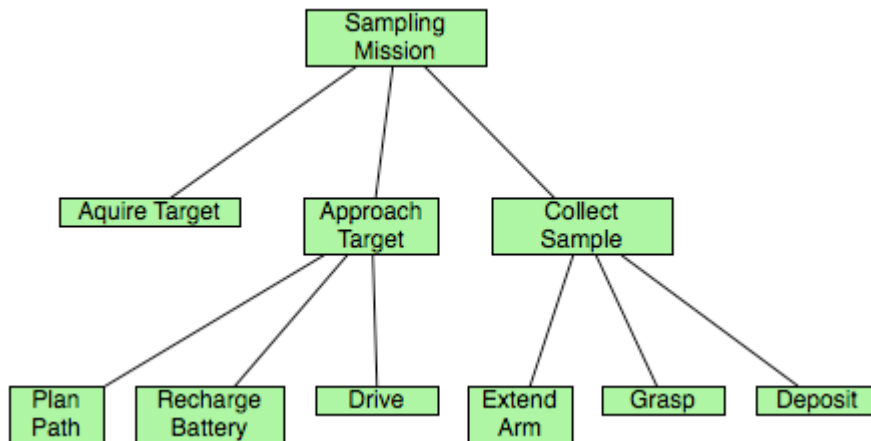 Sampling
Mission
Aquire Target
Approach
Target
Collect
Sample
Plan
Path
Recharge
Battery
Drive
Extend
Arm
Grasp
Deposit